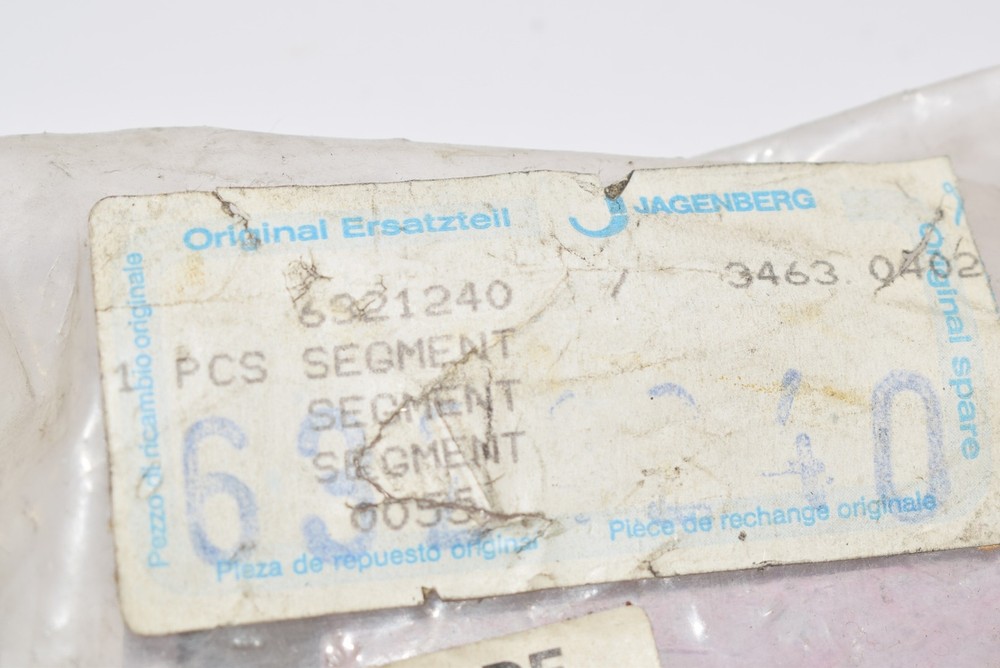 Original Ersatzteil
JAGENBERG
6321240 / 3463 0402
1 PCS SEGMENT
SEGMENT
SEGMENT
Pieza de repuesto original
Pièce de rechange originale
Pezzo di ricambio originale
Original spare